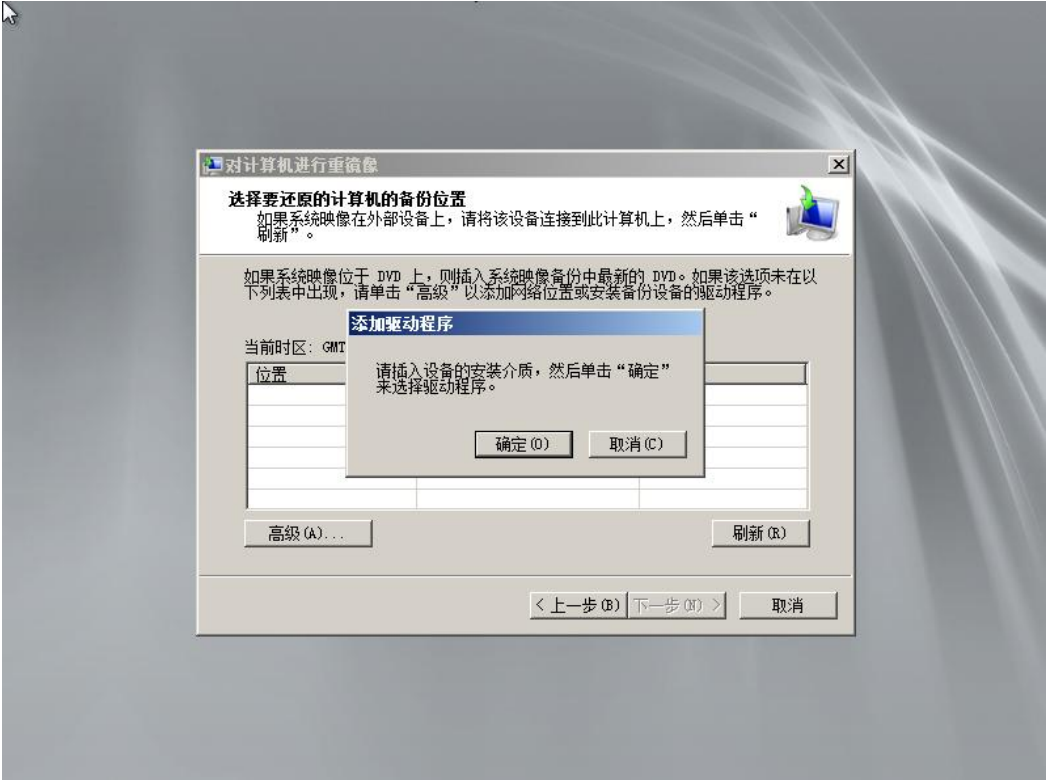 对计算机进行重镜像
选择要还原的计算机的备份位置
如果系统映像在外部设备上，请将该设备连接到此计算机上，然后单击“
刷新”。
如果系统映像位于 DVD 上，则插入系统映像备份中最新的 DVD。如果该选项未在以
下列表中出现，请单击“高级”以添加网络位置或安装备份设备的驱动程序。
添加驱动程序
当前时区: GMT
请插入设备的安装介质，然后单击“确定”
来选择驱动程序。
位置
确定(O) 取消(C)
高级(A)... 刷新(R)
< 上一步(B) 下一步(N) > 取消